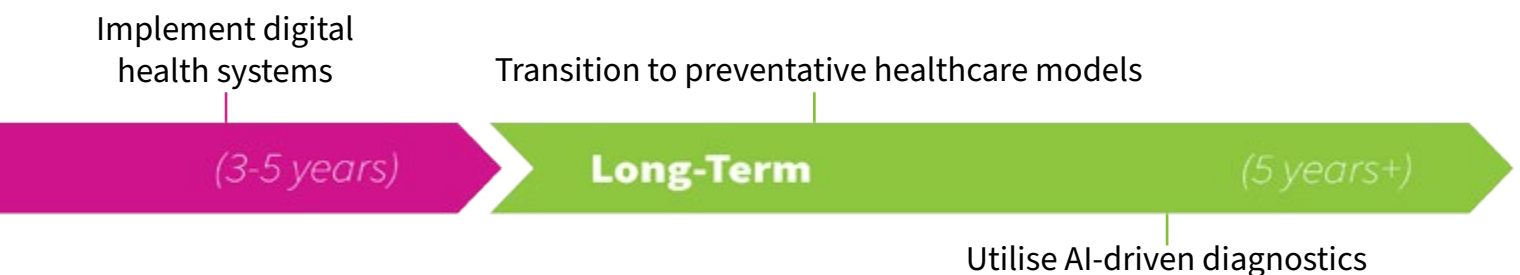 Implement digital
health systems
Transition to preventative healthcare models
(3-5 years)
Long-Term
(5 years+)
Utilise AI-driven diagnostics